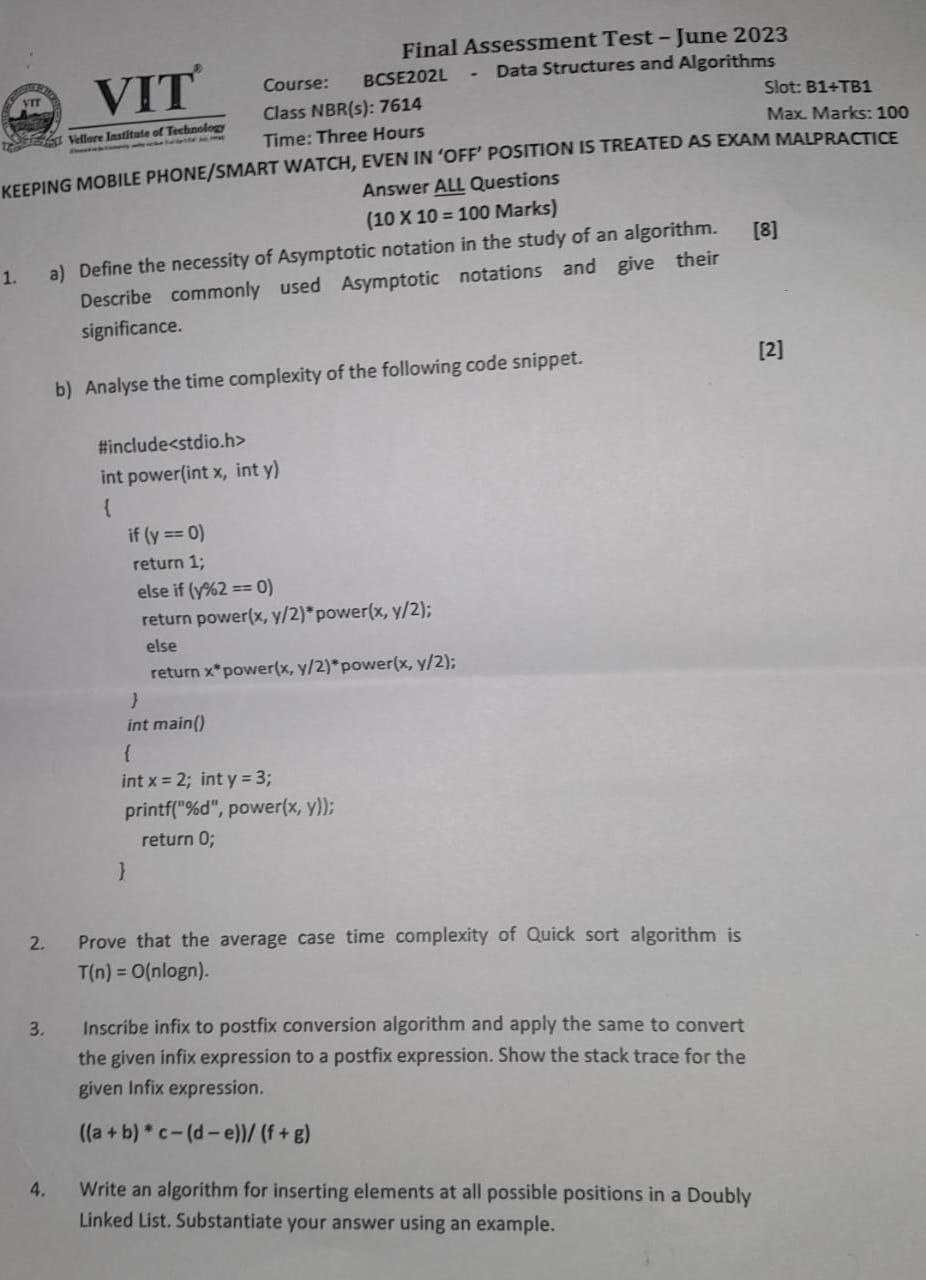 Final Assessment Test – June 2023
VIT®
Vellore Institute of Technology
VIT
Course: BCSE202L - Data Structures and Algorithms
Class NBR(s): 7614
Slot: B1+TB1
Time: Three Hours
Max. Marks: 100
KEEPING MOBILE PHONE/SMART WATCH, EVEN IN ‘OFF’ POSITION IS TREATED AS EXAM MALPRACTICE
Answer ALL Questions
(10 X 10 = 100 Marks)
1. a) Define the necessity of Asymptotic notation in the study of an algorithm. [8]
Describe commonly used Asymptotic notations and give their
significance.
b) Analyse the time complexity of the following code snippet. [2]
#include<stdio.h>
int power(int x, int y)
{
if (y == 0)
return 1;
else if (y%2 == 0)
return power(x, y/2)*power(x, y/2);
else
return x*power(x, y/2)*power(x, y/2);
}
int main()
{
int x = 2; int y = 3;
printf("%d", power(x, y));
return 0;
}
2. Prove that the average case time complexity of Quick sort algorithm is
T(n) = O(nlogn).
3. Inscribe infix to postfix conversion algorithm and apply the same to convert
the given infix expression to a postfix expression. Show the stack trace for the
given Infix expression.
((a + b) * c – (d – e))/ (f + g)
4. Write an algorithm for inserting elements at all possible positions in a Doubly
Linked List. Substantiate your answer using an example.